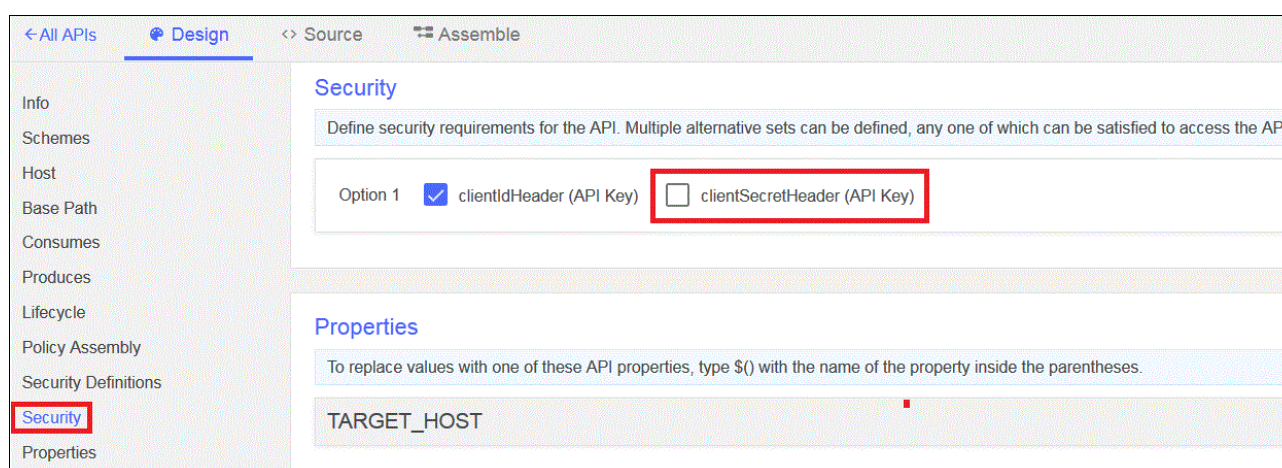 ←All APIs Design <> Source Assemble
Info
Schemes
Host
Base Path
Consumes
Produces
Lifecycle
Policy Assembly
Security Definitions
Security
Properties
Security
Define security requirements for the API. Multiple alternative sets can be defined, any one of which can be satisfied to access the AP
Option 1 clientIdHeader (API Key) clientSecretHeader (API Key)
Properties
To replace values with one of these API properties, type $() with the name of the property inside the parentheses.
TARGET_HOST